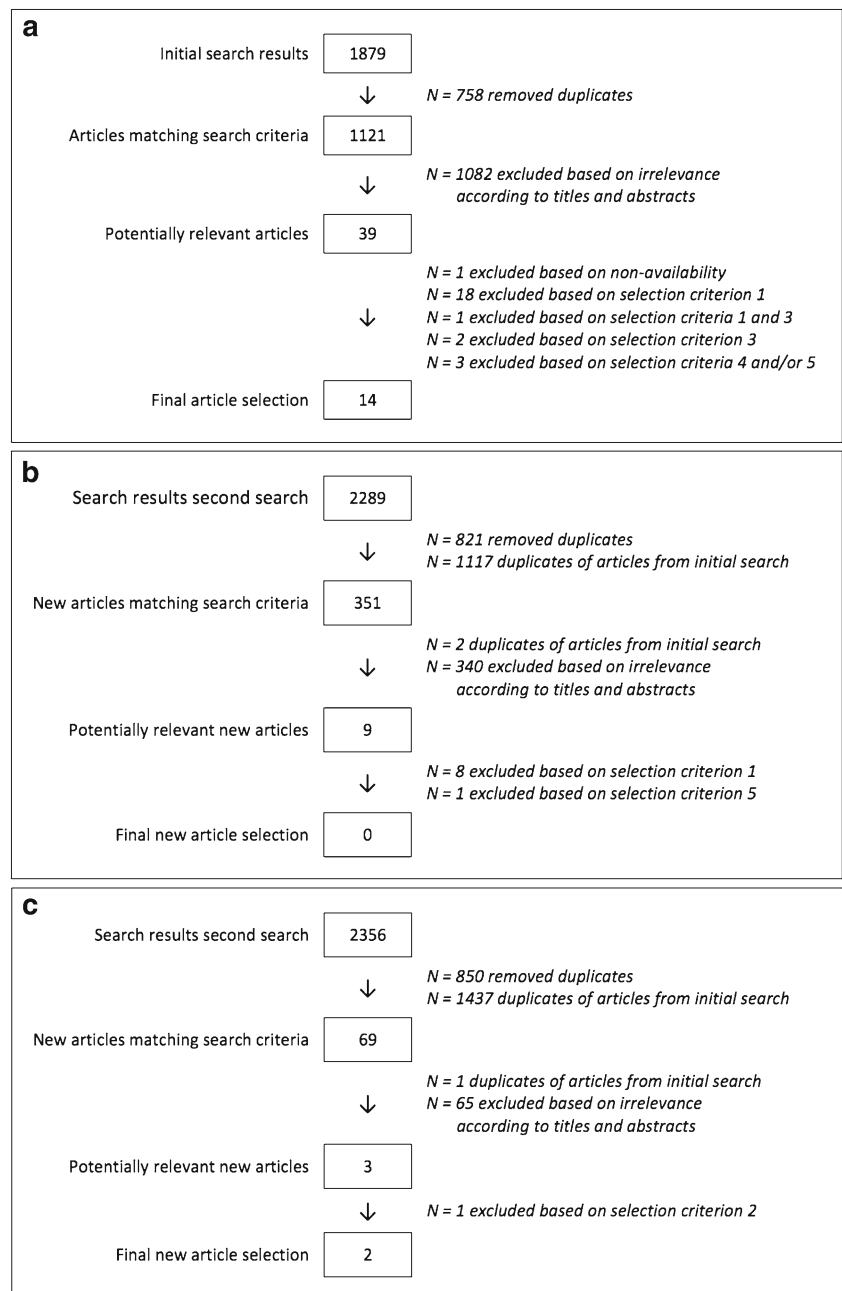 a
Initial search results 1879
N = 758 removed duplicates
Articles matching search criteria 1121
N = 1082 excluded based on irrelevance
according to titles and abstracts
Potentially relevant articles 39
N = 1 excluded based on non-availability
N = 18 excluded based on selection criterion 1
N = 1 excluded based on selection criteria 1 and 3
N = 2 excluded based on selection criterion 3
N = 3 excluded based on selection criteria 4 and/or 5
Final article selection 14
b
Search results second search 2289
N = 821 removed duplicates
N = 1117 duplicates of articles from initial search
New articles matching search criteria 351
N = 2 duplicates of articles from initial search
N = 340 excluded based on irrelevance
according to titles and abstracts
Potentially relevant new articles 9
N = 8 excluded based on selection criterion 1
N = 1 excluded based on selection criterion 5
Final new article selection 0
c
Search results second search 2356
N = 850 removed duplicates
N = 1437 duplicates of articles from initial search
New articles matching search criteria 69
N = 1 duplicates of articles from initial search
N = 65 excluded based on irrelevance
according to titles and abstracts
Potentially relevant new articles 3
N = 1 excluded based on selection criterion 2
Final new article selection 2